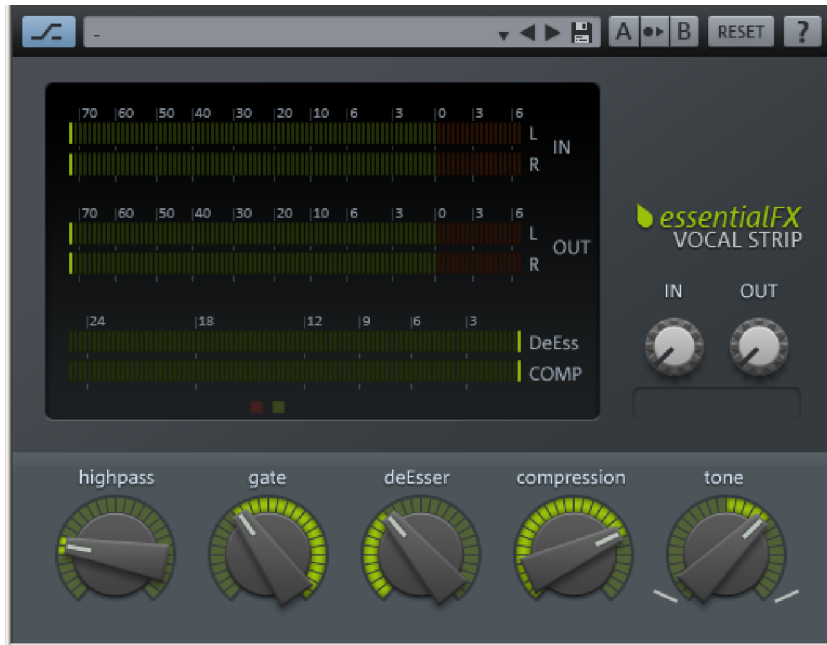 -
A B RESET ?
70 60 50 40 30 20 10 6 3 0 3 6
L
IN
R
70 60 50 40 30 20 10 6 3 0 3 6
L
OUT
R
24 18 12 9 6 3
DeEss
COMP
essentialFX
VOCAL STRIP
IN OUT
highpass gate deEsser compression tone